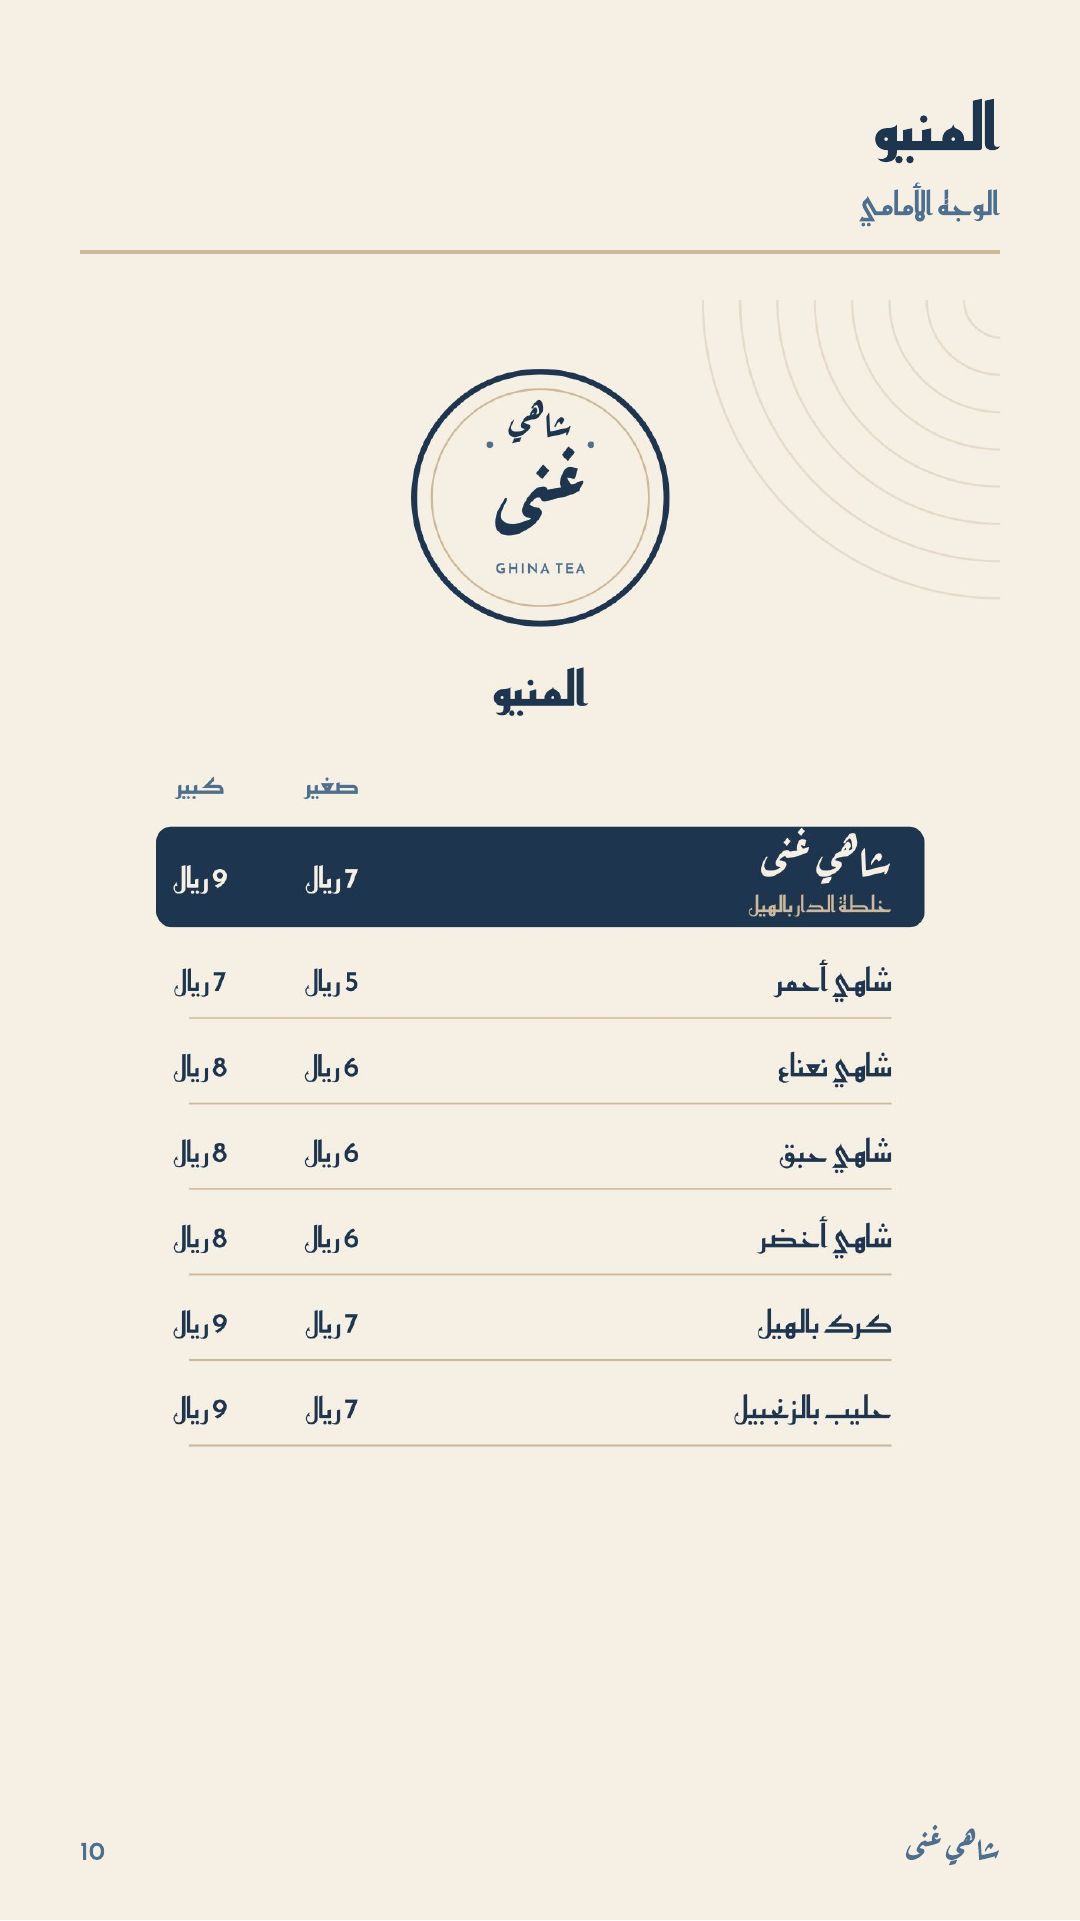 المنيو
الوجه الأمامي
شاهي
غنى
GHINA TEA
المنيو
صغير كبير
شاهي غنى 7 ريال 9 ريال
خلطة الدار بالهيل
شاهي أحمر 5 ريال 7 ريال
شاهي نعناع 6 ريال 8 ريال
شاهي حبق 6 ريال 8 ريال
شاهي أخضر 6 ريال 8 ريال
كرك بالهيل 7 ريال 9 ريال
حليب بالزنجبيل 7 ريال 9 ريال
شاهي غنى 10